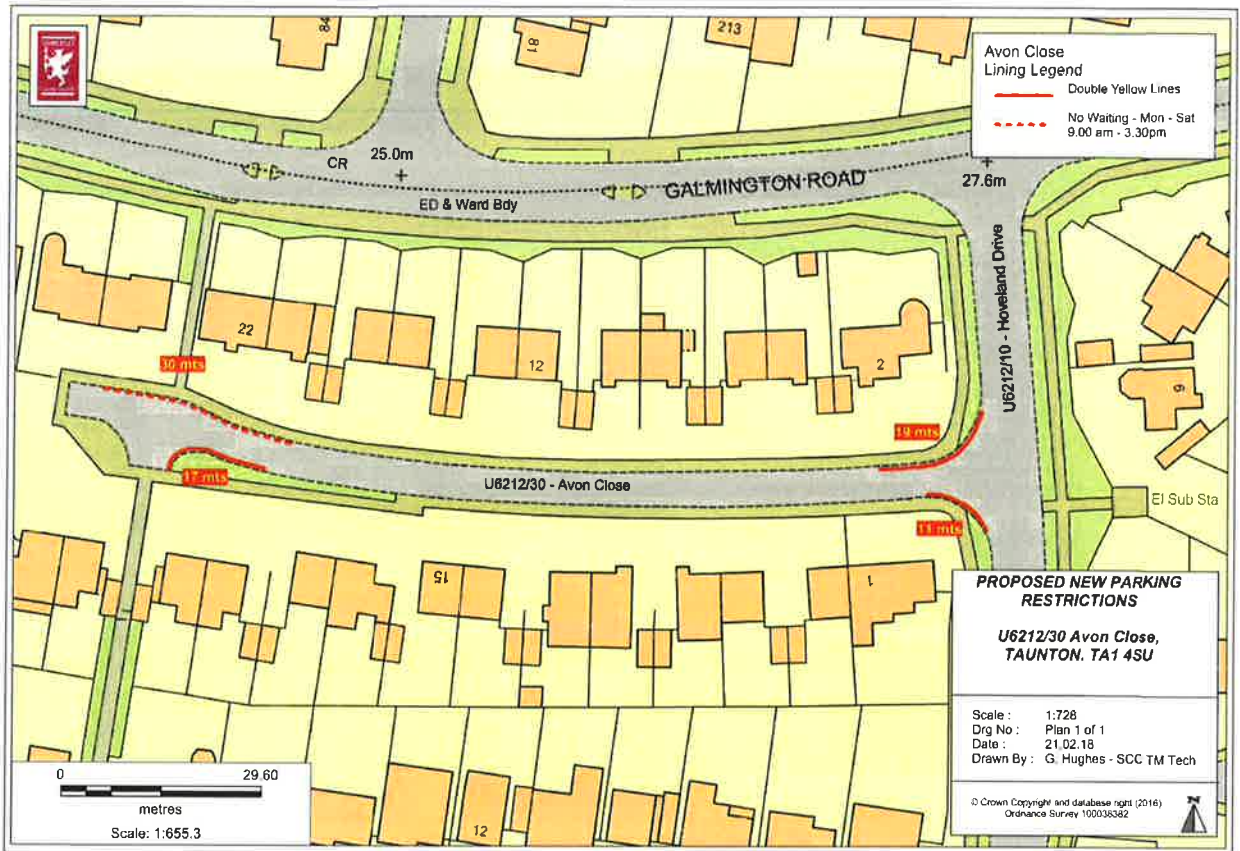 84
81
213
Avon Close
Lining Legend
Double Yellow Lines
No Waiting - Mon - Sat
9.00 am - 3.30pm
CR
25.0m
GALMINGTON ROAD
27.6m
ED & Ward Bdy
U6212/10 - Hoveland Drive
22
12
2
9
30 mts
19 mts
17 mts
U6212/30 - Avon Close
El Sub Sta
11 mts
15
1
PROPOSED NEW PARKING
RESTRICTIONS
U6212/30 Avon Close,
TAUNTON. TA1 4SU
Scale : 1:728
Drg No : Plan 1 of 1
Date : 21.02.18
Drawn By : G. Hughes - SCC TM Tech
© Crown Copyright and database right (2016)
Ordnance Survey 100038382
N
0 29.60
metres
Scale: 1:655.3
12